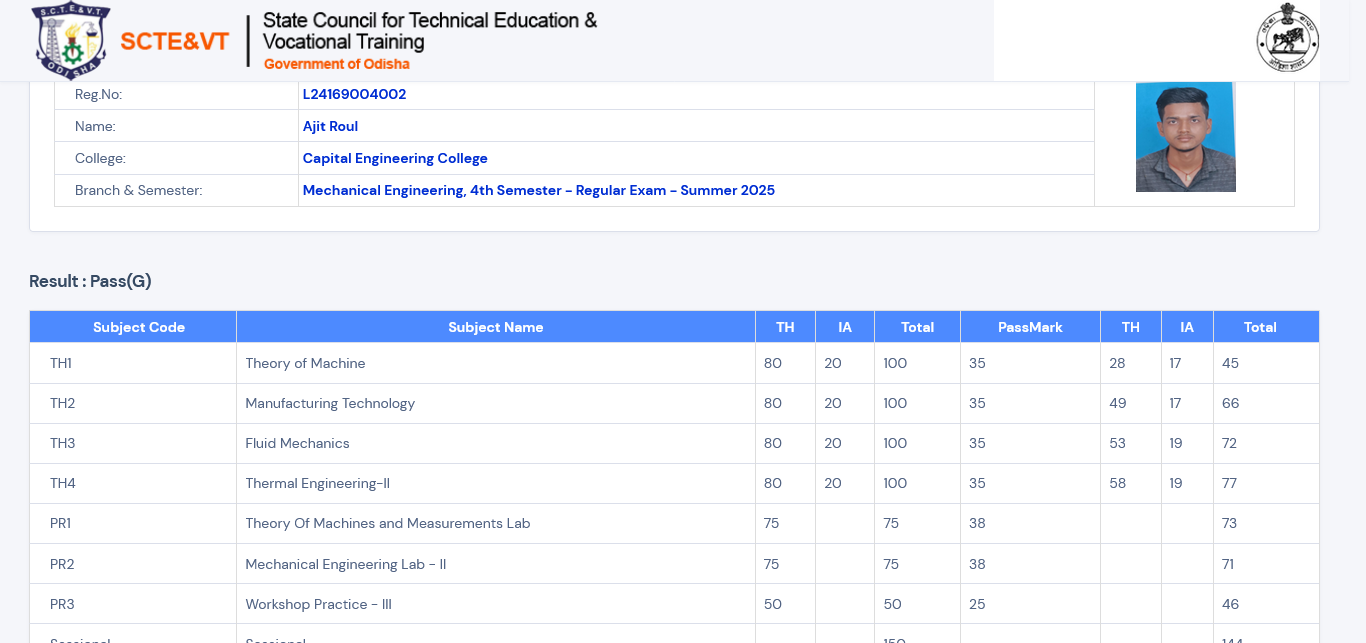 S.C.T.E.&V.T.
ODISHA
SCTE&VT
State Council for Technical Education &
Vocational Training
Government of Odisha
Reg.No: L24169004002
Name: Ajit Roul
College: Capital Engineering College
Branch & Semester: Mechanical Engineering, 4th Semester - Regular Exam - Summer 2025
Result : Pass(G)
Subject Code Subject Name TH IA Total PassMark TH IA Total
TH1 Theory of Machine 80 20 100 35 28 17 45
TH2 Manufacturing Technology 80 20 100 35 49 17 66
TH3 Fluid Mechanics 80 20 100 35 53 19 72
TH4 Thermal Engineering-II 80 20 100 35 58 19 77
PR1 Theory Of Machines and Measurements Lab 75 75 38 73
PR2 Mechanical Engineering Lab - II 75 75 38 71
PR3 Workshop Practice - III 50 50 25 46
Sessional Sessional 150 144